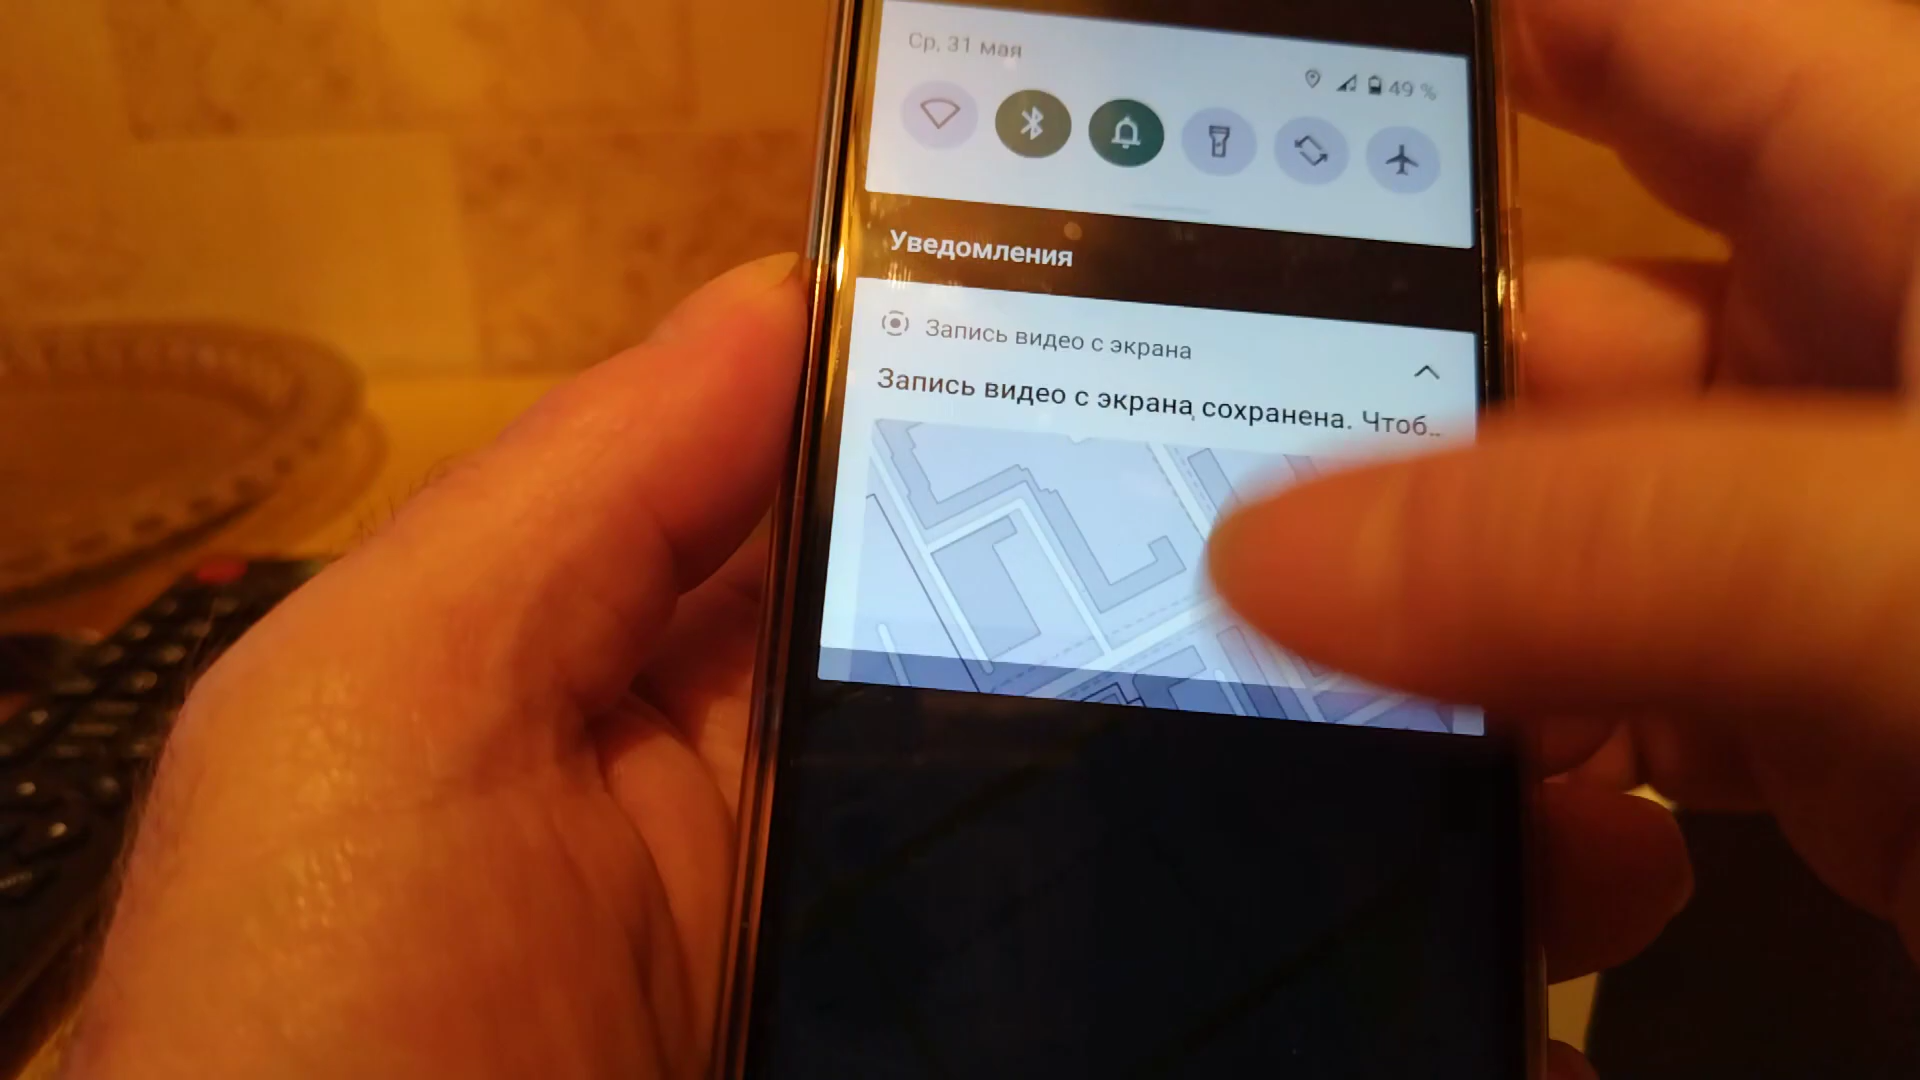 Ср, 31 мая
49 %
Уведомления
Запись видео с экрана
Запись видео с экрана сохранена. Чтоб…